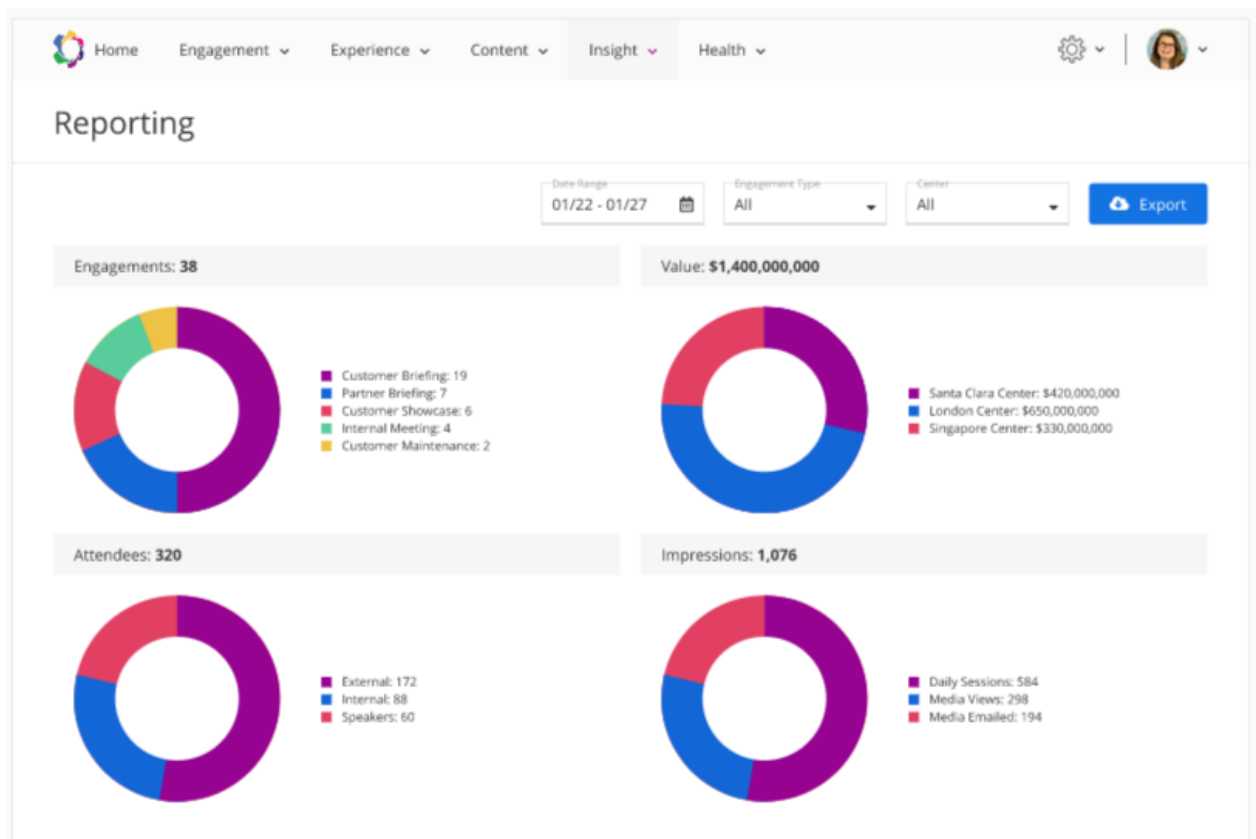 Home Engagement Experience Content Insight Health
Reporting
Date Range Engagement Type Center
01/22 - 01/27 All All Export
Engagements: 38
Customer Briefing: 19
Partner Briefing: 7
Customer Showcase: 6
Internal Meeting: 4
Customer Maintenance: 2
Value: $1,400,000,000
Santa Clara Center: $420,000,000
London Center: $650,000,000
Singapore Center: $330,000,000
Attendees: 320
External: 172
Internal: 88
Speakers: 60
Impressions: 1,076
Daily Sessions: 584
Media Views: 298
Media Emailed: 194